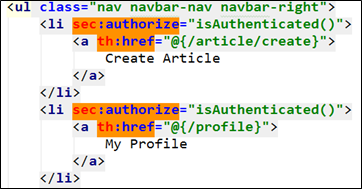 <ul class="nav navbar-nav navbar-right">
<li sec:authorize="isAuthenticated()">
<a th:href="@{/article/create}">
Create Article
</a>
</li>
<li sec:authorize="isAuthenticated()">
<a th:href="@{/profile}">
My Profile
</a>
</li>